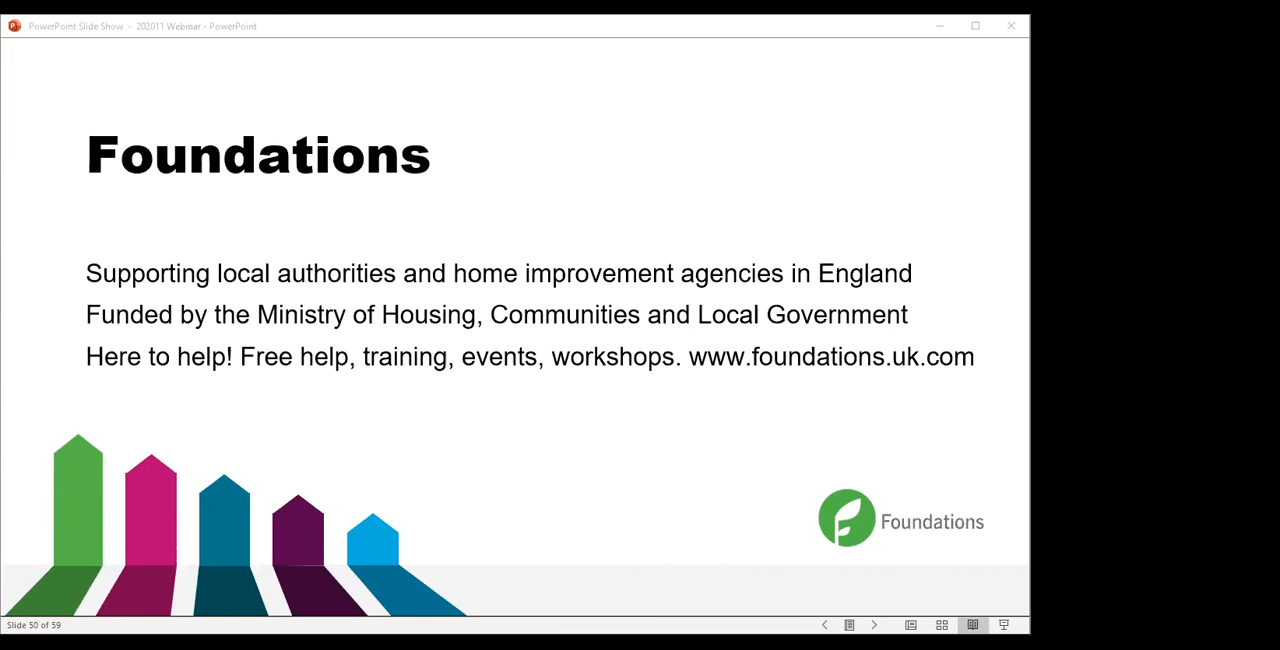 PowerPoint Slide Show - 202011 Webinar - PowerPoint
Foundations
Supporting local authorities and home improvement agencies in England
Funded by the Ministry of Housing, Communities and Local Government
Here to help! Free help, training, events, workshops. www.foundations.uk.com
Foundations
Slide 50 of 59